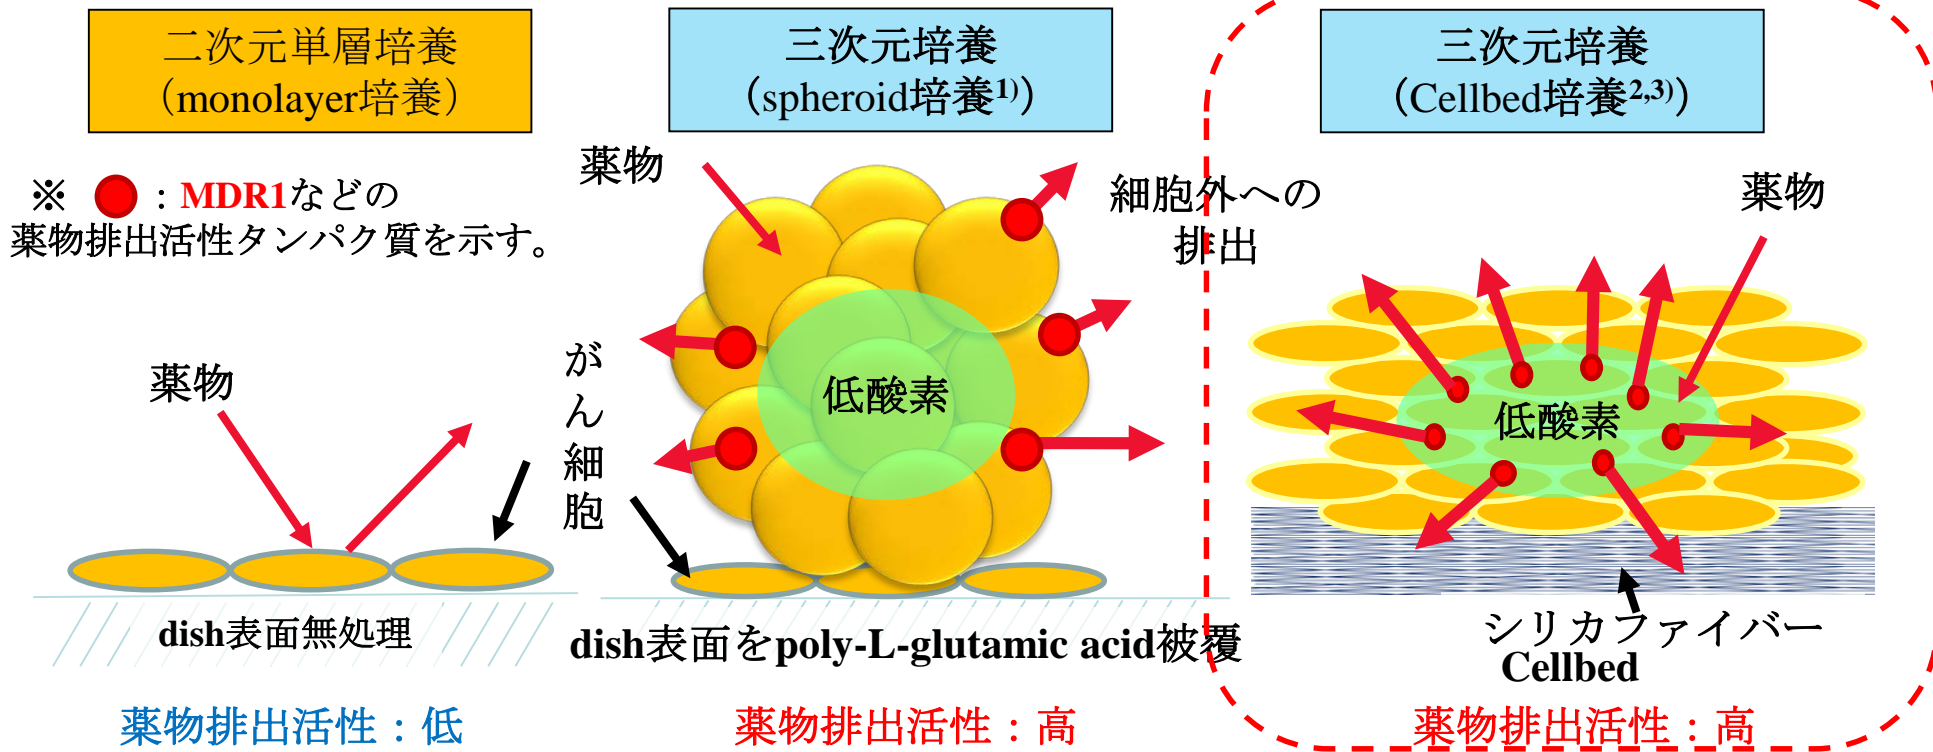 二次元単層培養
（monolayer培養）
※ ：MDR1などの
薬物排出活性タンパク質を示す。
薬物
がん細胞
dish表面無処理
薬物排出活性：低
三次元培養
（spheroid培養1)）
薬物
細胞外への
排出
低酸素
dish表面をpoly-L-glutamic acid被覆
薬物排出活性：高
三次元培養
（Cellbed培養2,3)）
薬物
低酸素
シリカファイバー
Cellbed
薬物排出活性：高